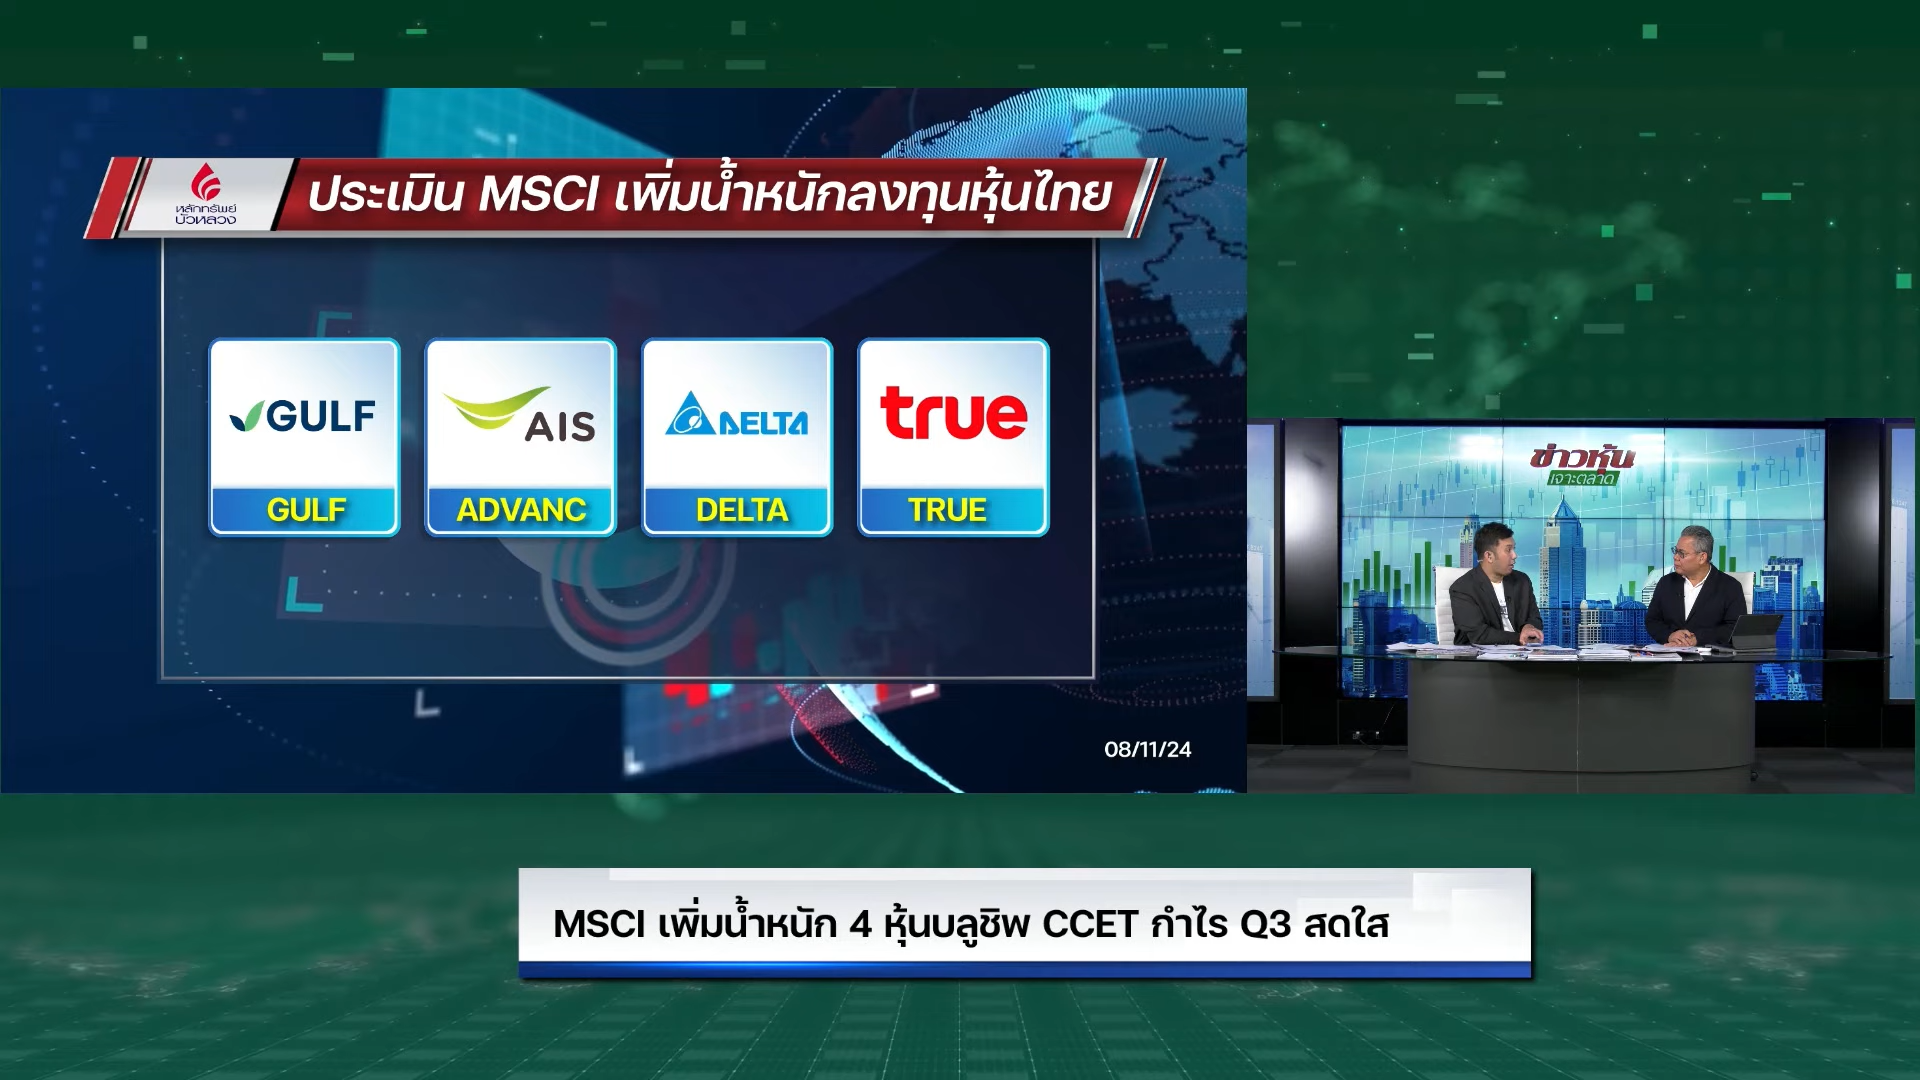 หลักทรัพย์
บัวหลวง
ประเมิน MSCI เพิ่มน้ำหนักลงทุนหุ้นไทย
GULF
AIS
DELTA
true
GULF
ADVANC
DELTA
TRUE
ข่าวหุ้น
เจาะตลาด
08/11/24
MSCI เพิ่มน้ำหนัก 4 หุ้นบลูชิพ CCET กำไร Q3 สดใส